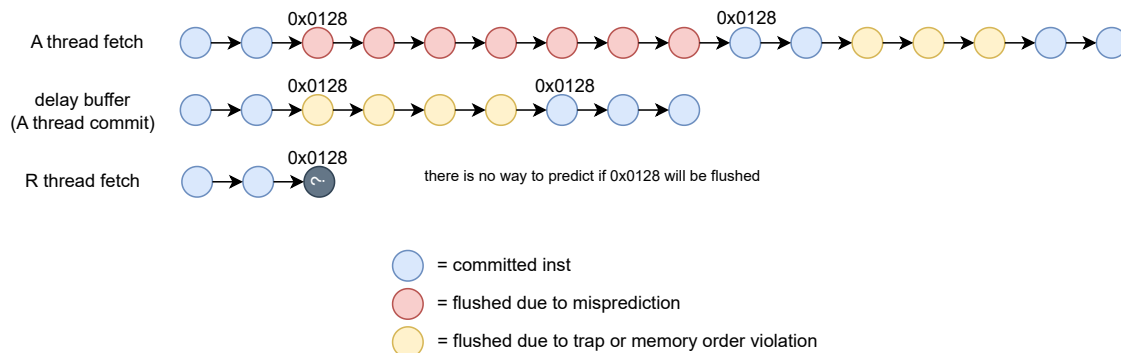 0x0128 0x0128
A thread fetch
0x0128 0x0128
delay buffer
(A thread commit)
0x0128
R thread fetch ? there is no way to predict if 0x0128 will be flushed
= committed inst
= flushed due to misprediction
= flushed due to trap or memory order violation